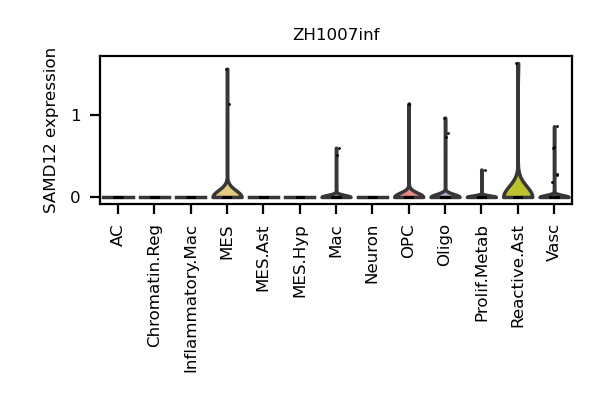 ZH1007inf
SAMD12 expression
1
0
AC
Chromatin.Reg
Inflammatory.Mac
MES
MES.Ast
MES.Hyp
Mac
Neuron
OPC
Oligo
Prolif.Metab
Reactive.Ast
Vasc